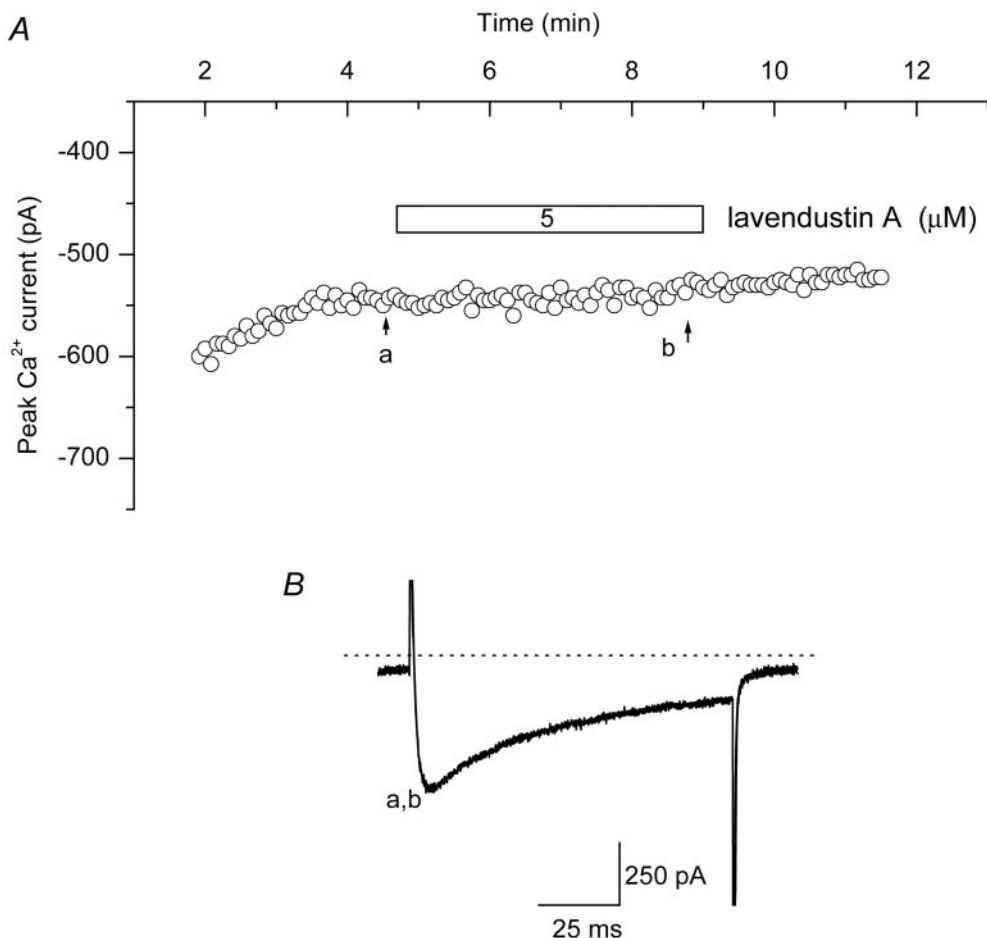 A
Time (min)
2 4 6 8 10 12
-400
-500
-600
-700
Peak Ca²⁺ current (pA)
5
lavendustin A (μM)
a
b
B
a,b
250 pA
25 ms